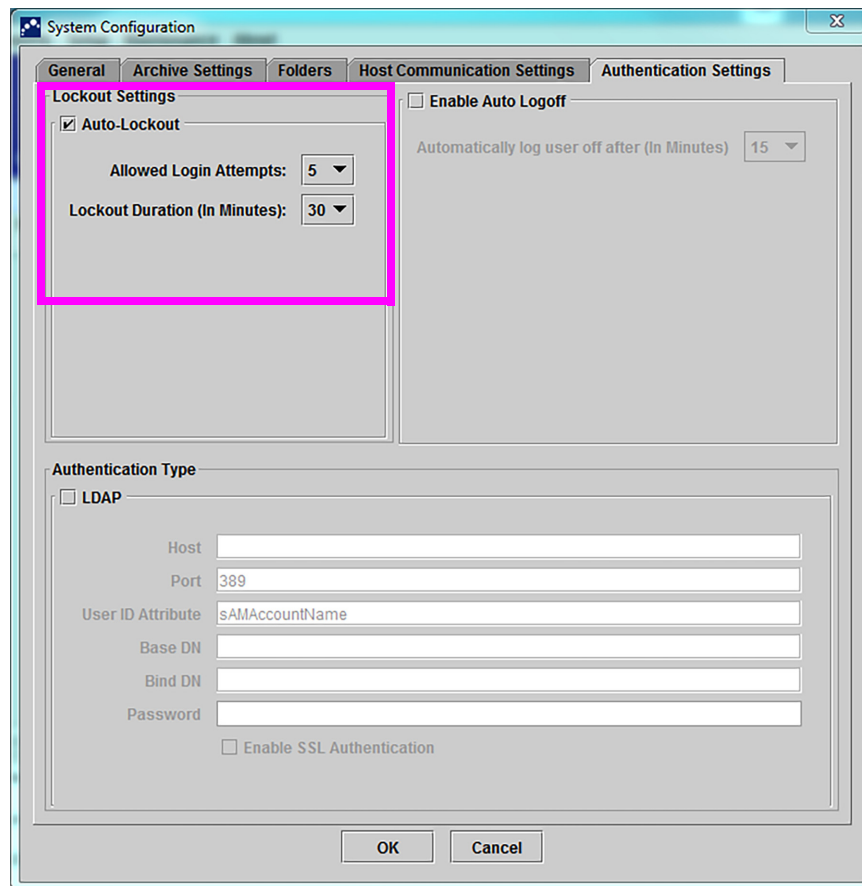 System Configuration
General Archive Settings Folders Host Communication Settings Authentication Settings
Lockout Settings
Auto-Lockout
Allowed Login Attempts: 5
Lockout Duration (In Minutes): 30
Enable Auto Logoff
Automatically log user off after (In Minutes) 15
Authentication Type
LDAP
Host
Port 389
User ID Attribute sAMAccountName
Base DN
Bind DN
Password
Enable SSL Authentication
OK Cancel